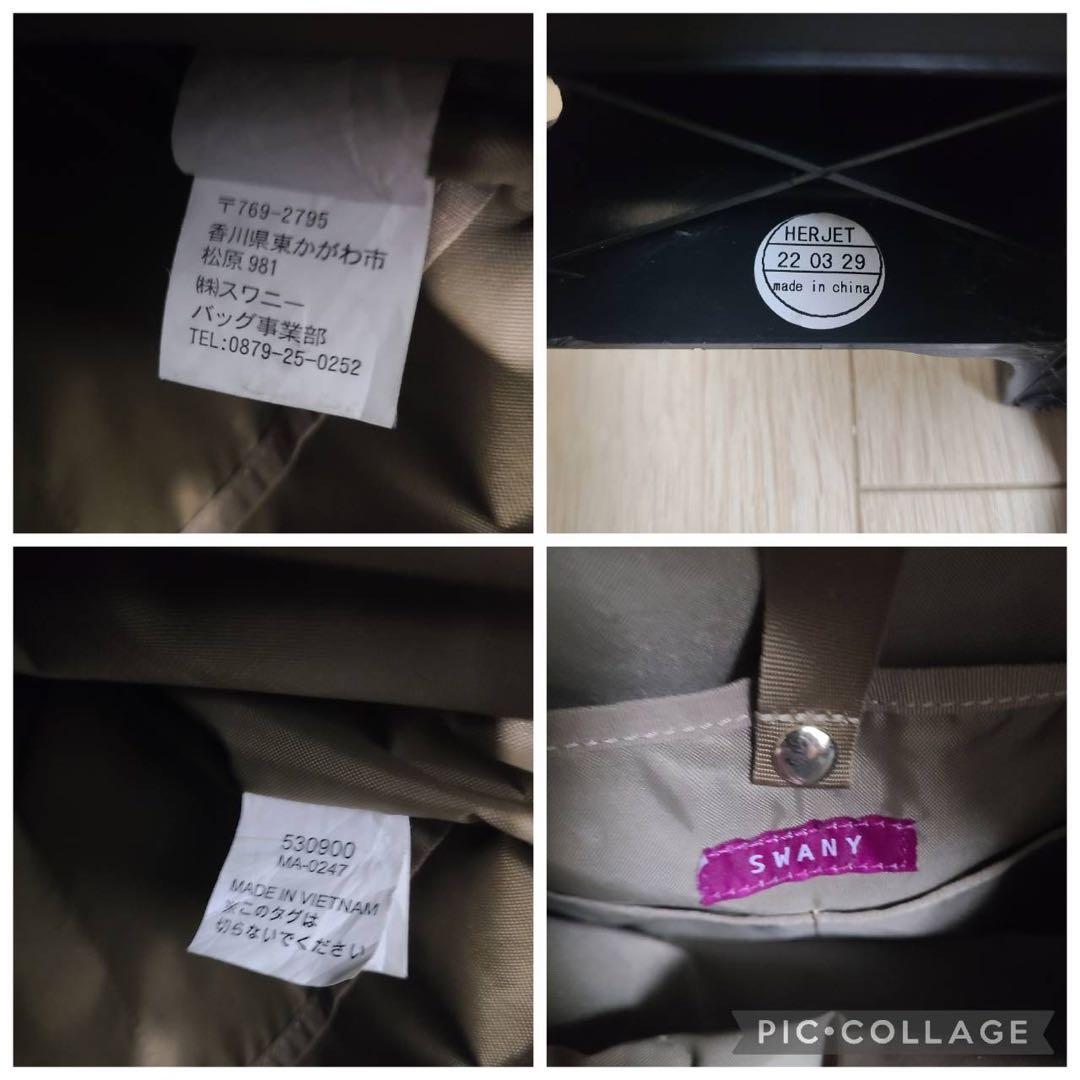 〒769-2795
香川県東かがわ市
松原981
㈱スワニー
バッグ事業部
TEL:0879-25-0252
HERJET
22 03 29
made in china
530900
MA-0247
MADE IN VIETNAM
※このタグは
切らないでください
SWANY
PIC•COLLAGE